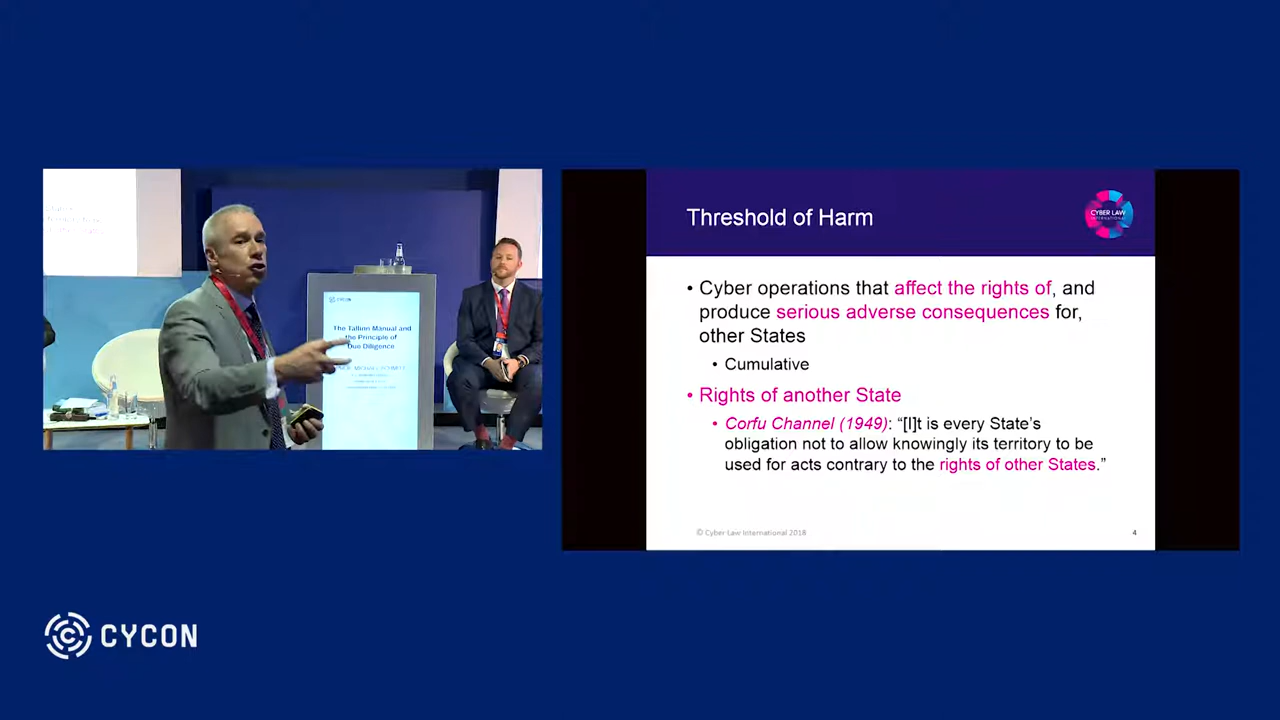 CYCON
The Tallinn Manual and
the Principle of
Due Diligence
Threshold of Harm
CYBER LAW
International
• Cyber operations that affect the rights of, and
produce serious adverse consequences for,
other States
• Cumulative
• Rights of another State
• Corfu Channel (1949): “[I]t is every State’s
obligation not to allow knowingly its territory to be
used for acts contrary to the rights of other States.”
© Cyber Law International 2018
4
CYCON